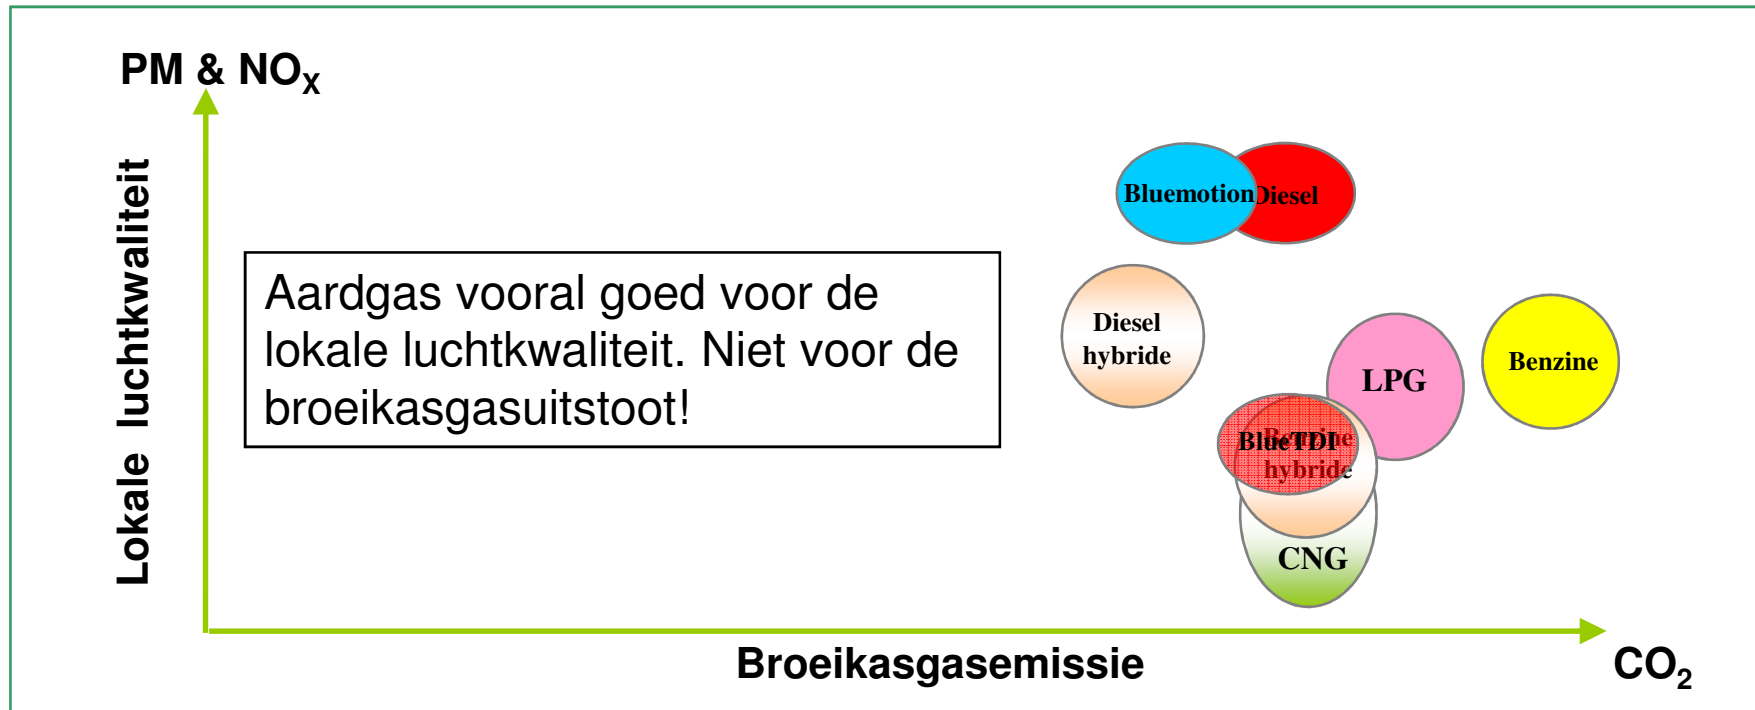 PM & NOX
Lokale luchtkwaliteit
Bluemotion
Diesel
Aardgas vooral goed voor de
lokale luchtkwaliteit. Niet voor de
broeikasgasuitstoot!
Diesel
hybride
LPG
Benzine
BlueTDI
Benzine
hybride
CNG
Broeikasgasemissie
CO2